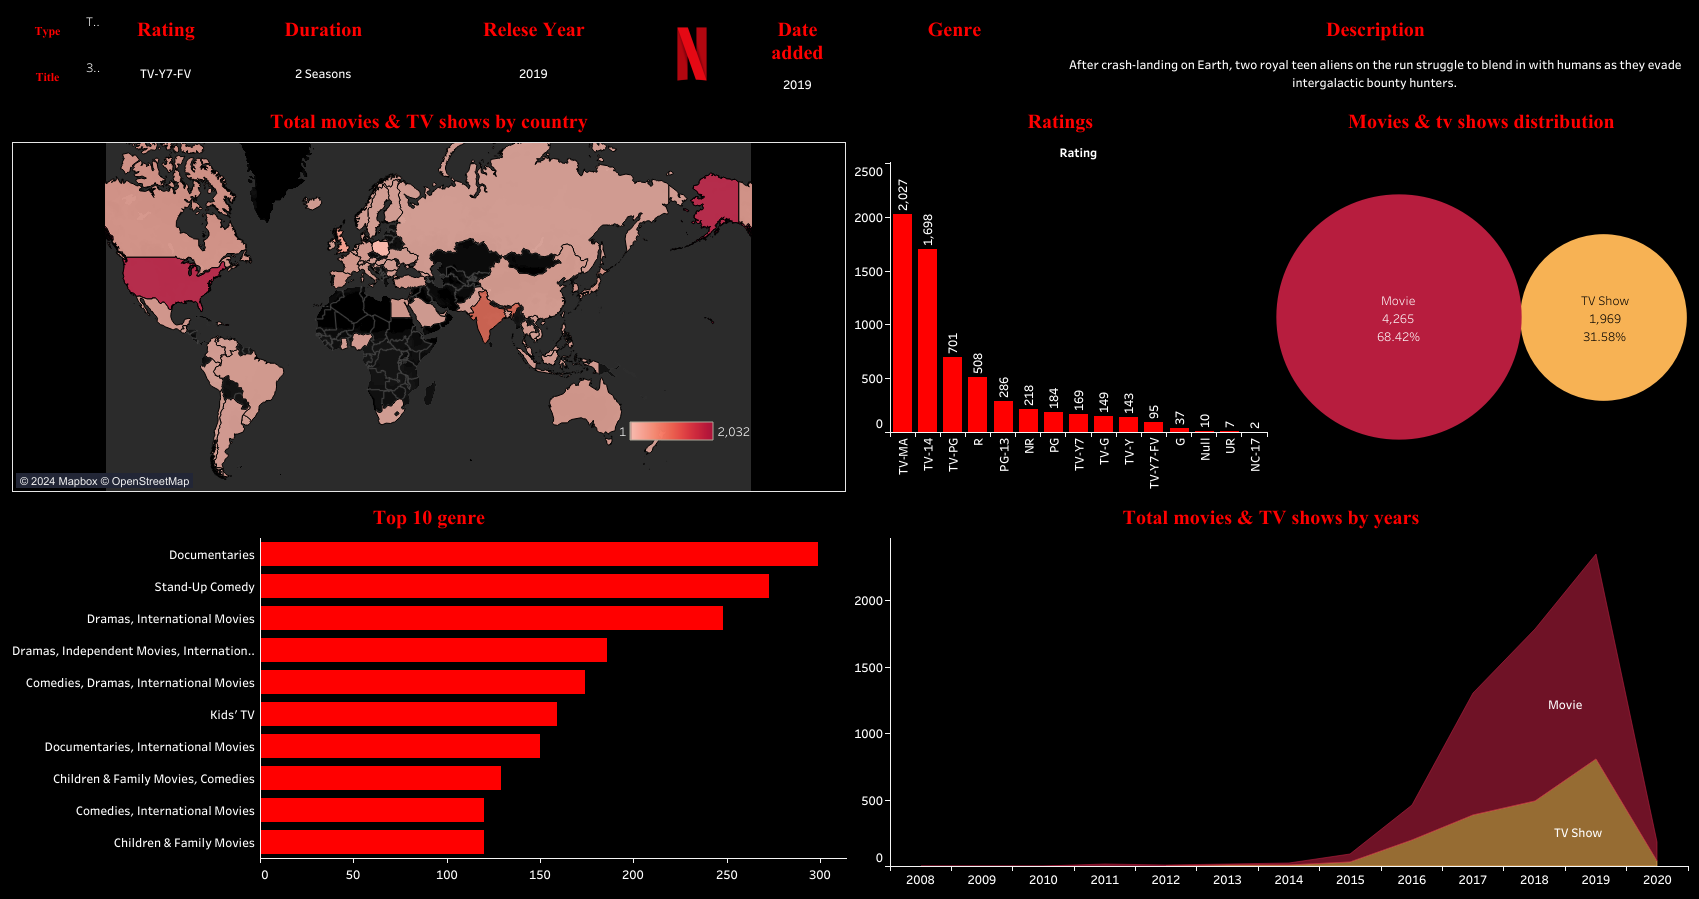 Type
T..
Title
3..
Rating
TV-Y7-FV
Duration
2 Seasons
Relese Year
2019
N
Date
added
2019
Genre
Description
After crash-landing on Earth, two royal teen aliens on the run struggle to blend in with humans as they evade
intergalactic bounty hunters.
Total movies & TV shows by country
1
2,032
© 2024 Mapbox © OpenStreetMap
Ratings
Rating
2500
2000
1500
1000
500
0
2,027
1,698
701
508
286
218
184
169
149
143
95
37
10
7
2
TV-MA
TV-14
TV-PG
R
PG-13
NR
PG
TV-Y7
TV-G
TV-Y
TV-Y7-FV
G
Null
UR
NC-17
Movies & tv shows distribution
Movie
4,265
68.42%
TV Show
1,969
31.58%
Top 10 genre
Documentaries
Stand-Up Comedy
Dramas, International Movies
Dramas, Independent Movies, Internation..
Comedies, Dramas, International Movies
Kids' TV
Documentaries, International Movies
Children & Family Movies, Comedies
Comedies, International Movies
Children & Family Movies
0
50
100
150
200
250
300
Total movies & TV shows by years
2000
1500
1000
500
0
Movie
TV Show
2008
2009
2010
2011
2012
2013
2014
2015
2016
2017
2018
2019
2020